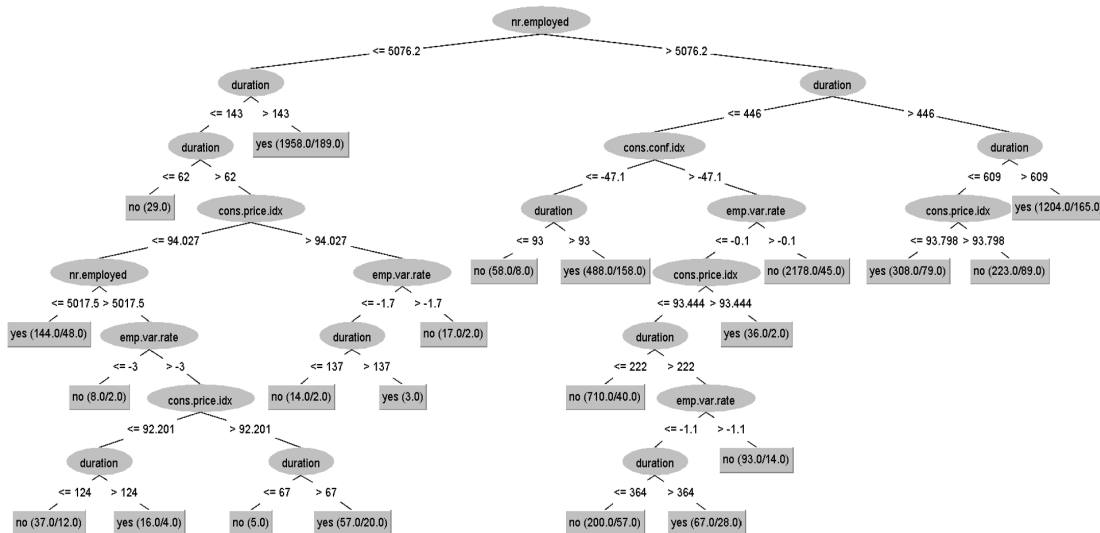 nr.employed
<= 5076.2 > 5076.2
duration duration
<= 143 > 143 <= 446 > 446
duration yes (1958.0/189.0) cons.conf.idx duration
<= 62 > 62 <= -47.1 > -47.1 <= 609 > 609
no (29.0) cons.price.idx duration emp.var.rate cons.price.idx yes (1204.0/165.0)
<= 94.027 > 94.027 <= 93 > 93 <= -0.1 > -0.1 <= 93.798 > 93.798
nr.employed emp.var.rate no (58.0/8.0) yes (488.0/158.0) cons.price.idx no (2178.0/45.0) yes (308.0/79.0) no (223.0/89.0)
<= 5017.5 > 5017.5 <= -1.7 > -1.7 <= 93.444 > 93.444
yes (144.0/48.0) emp.var.rate duration no (17.0/2.0) duration yes (36.0/2.0)
<= -3 > -3 <= 137 > 137 <= 222 > 222
no (8.0/2.0) cons.price.idx no (14.0/2.0) yes (3.0) no (710.0/40.0) emp.var.rate
<= 92.201 > 92.201 <= -1.1 > -1.1
duration duration duration no (93.0/14.0)
<= 124 > 124 <= 67 > 67 <= 364 > 364
no (37.0/12.0) yes (16.0/4.0) no (5.0) yes (57.0/20.0) no (200.0/57.0) yes (67.0/28.0)